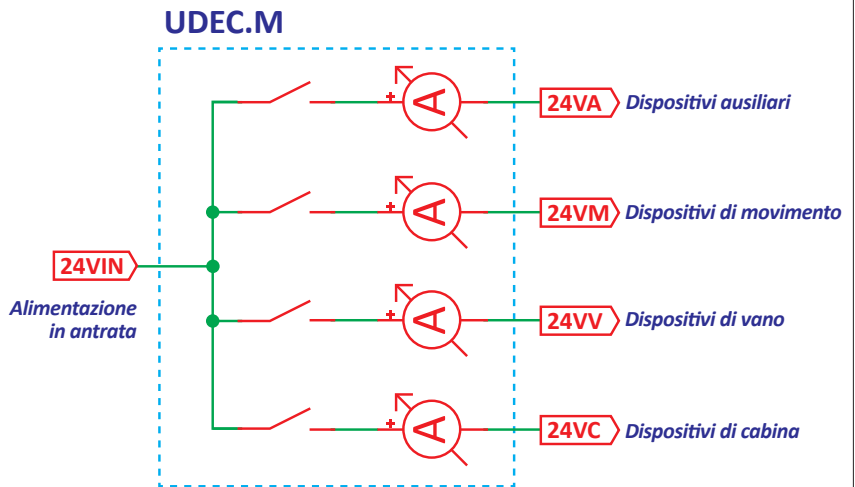 UDEC.M
+ A 24VA Dispositivi ausiliari
+ A 24VM Dispositivi di movimento
24VIN
Alimentazione
in antrata
+ A 24VV Dispositivi di vano
+ A 24VC Dispositivi di cabina